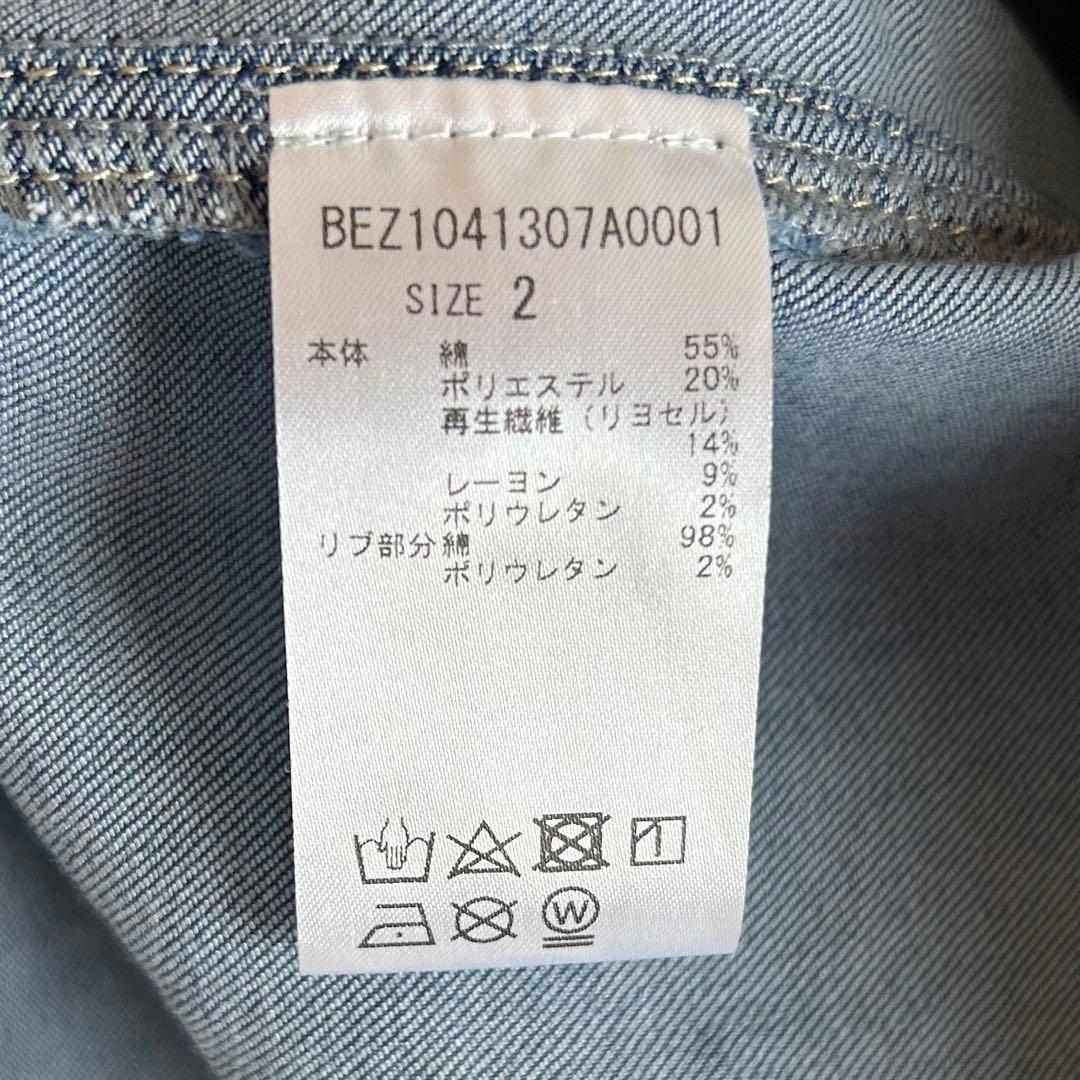 BEZ1041307A0001
SIZE 2
本体 綿 55%
ポリエステル 20%
再生繊維(リヨセル)
14%
レーヨン 9%
ポリウレタン 2%
リブ部分 綿 98%
ポリウレタン 2%
W